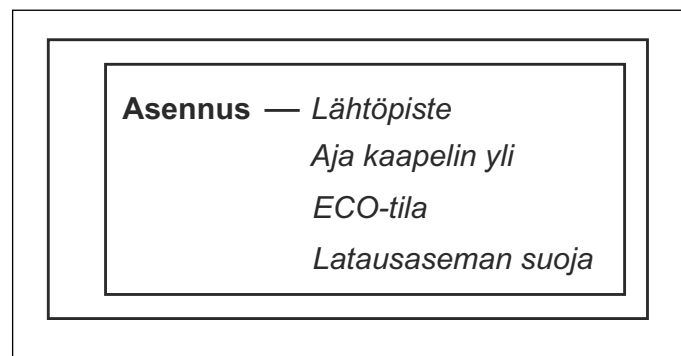 Asennus — Lähtöpiste
Aja kaapelin yli
ECO-tila
Latausaseman suoja